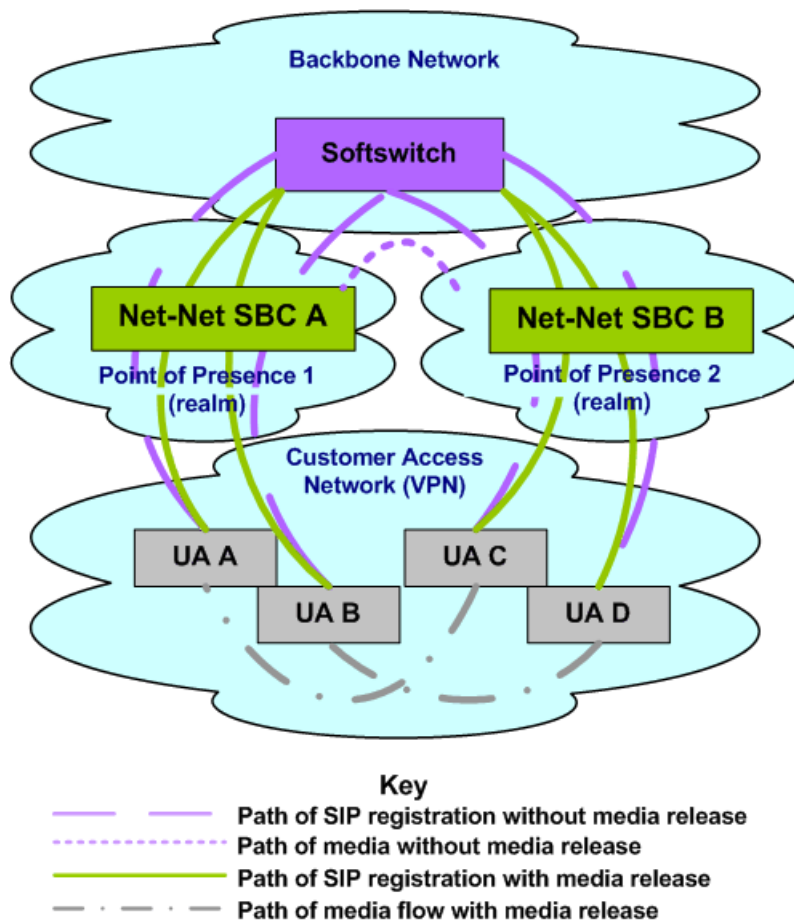 Backbone Network
Softswitch
Net-Net SBC A
Net-Net SBC B
Point of Presence 1
(realm)
Point of Presence 2
(realm)
Customer Access
Network (VPN)
UA A
UA C
UA B
UA D
Key
Path of SIP registration without media release
Path of media without media release
Path of SIP registration with media release
Path of media flow with media release